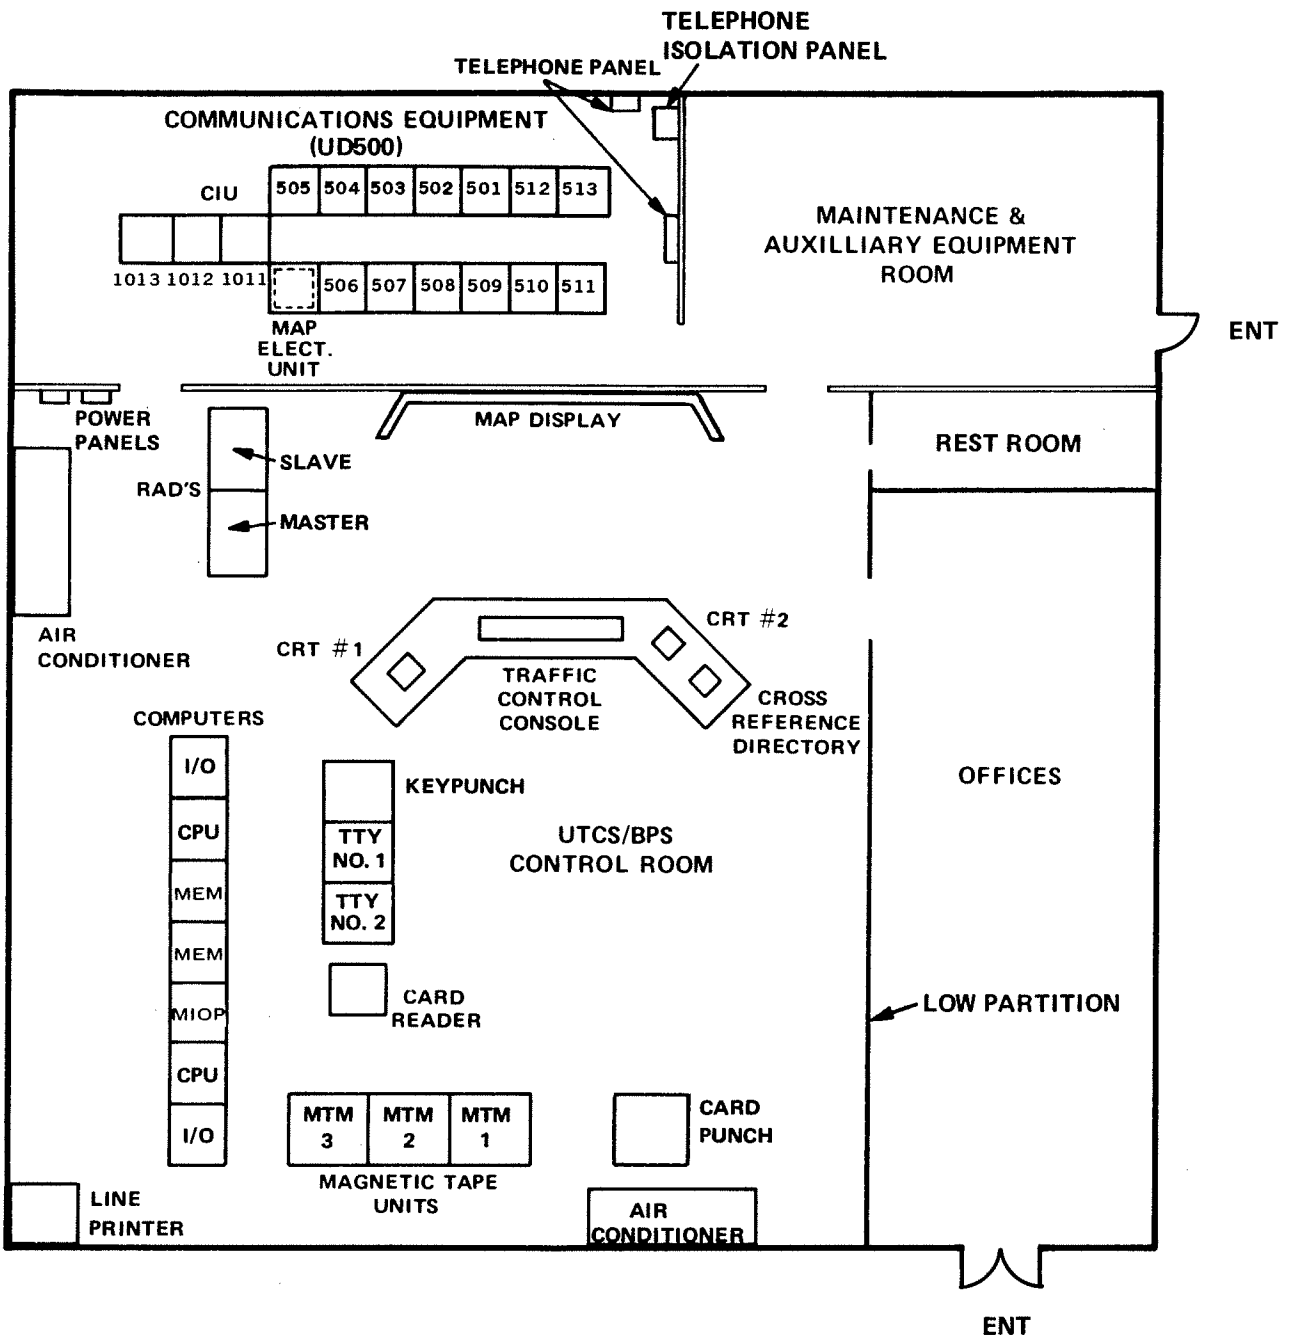 TELEPHONE
ISOLATION PANEL
TELEPHONE PANEL
COMMUNICATIONS EQUIPMENT
(UD500)
CIU
505 504 503 502 501 512 513
1013 1012 1011
506 507 508 509 510 511
MAP
ELECT.
UNIT
MAINTENANCE &
AUXILLIARY EQUIPMENT
ROOM
ENT
POWER
PANELS
MAP DISPLAY
REST ROOM
SLAVE
RAD'S
MASTER
AIR
CONDITIONER
CRT #1
CRT #2
TRAFFIC
CONTROL
CONSOLE
CROSS
REFERENCE
DIRECTORY
COMPUTERS
I/O
CPU
MEM
MEM
MIOP
CPU
I/O
KEYPUNCH
TTY
NO. 1
TTY
NO. 2
CARD
READER
UTCS/BPS
CONTROL ROOM
OFFICES
LOW PARTITION
MTM
3
MTM
2
MTM
1
MAGNETIC TAPE
UNITS
CARD
PUNCH
LINE
PRINTER
AIR
CONDITIONER
ENT